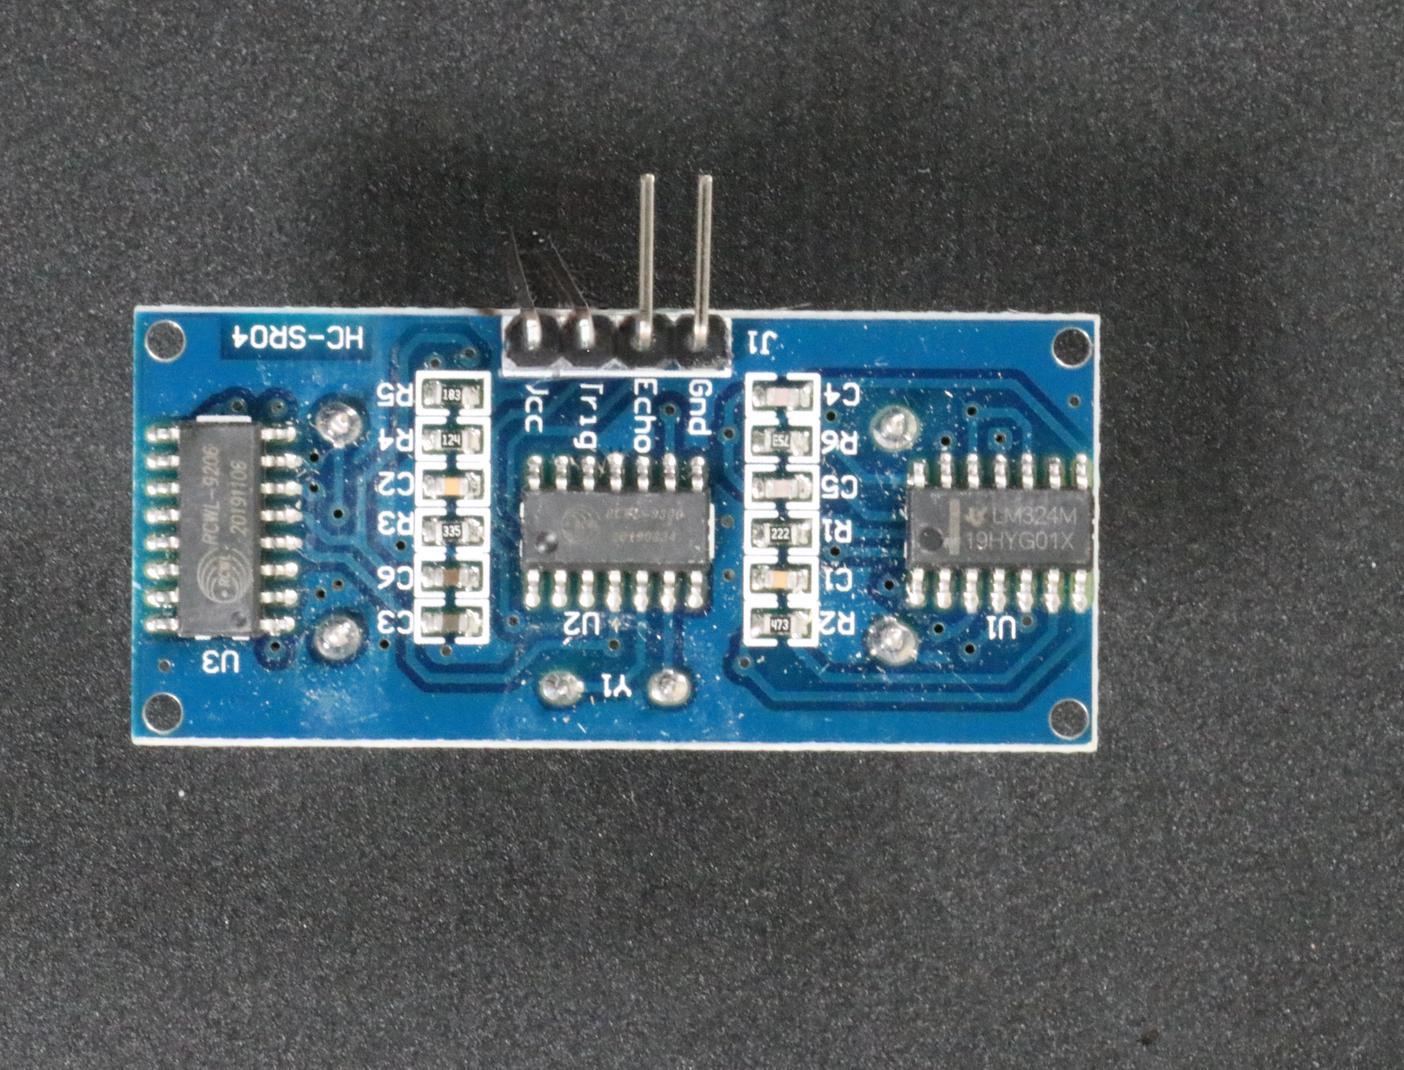 HC-SR04
J1
Vcc
Trig
Echo
Gnd
R5
103
R4
124
C2
R3
335
C6
C3
C4
R6
753
C5
R1
222
C1
R2
473
RCWL-9206
20191106
RCWL
U3
U2
LM324M
19HYG01X
U1
Y1